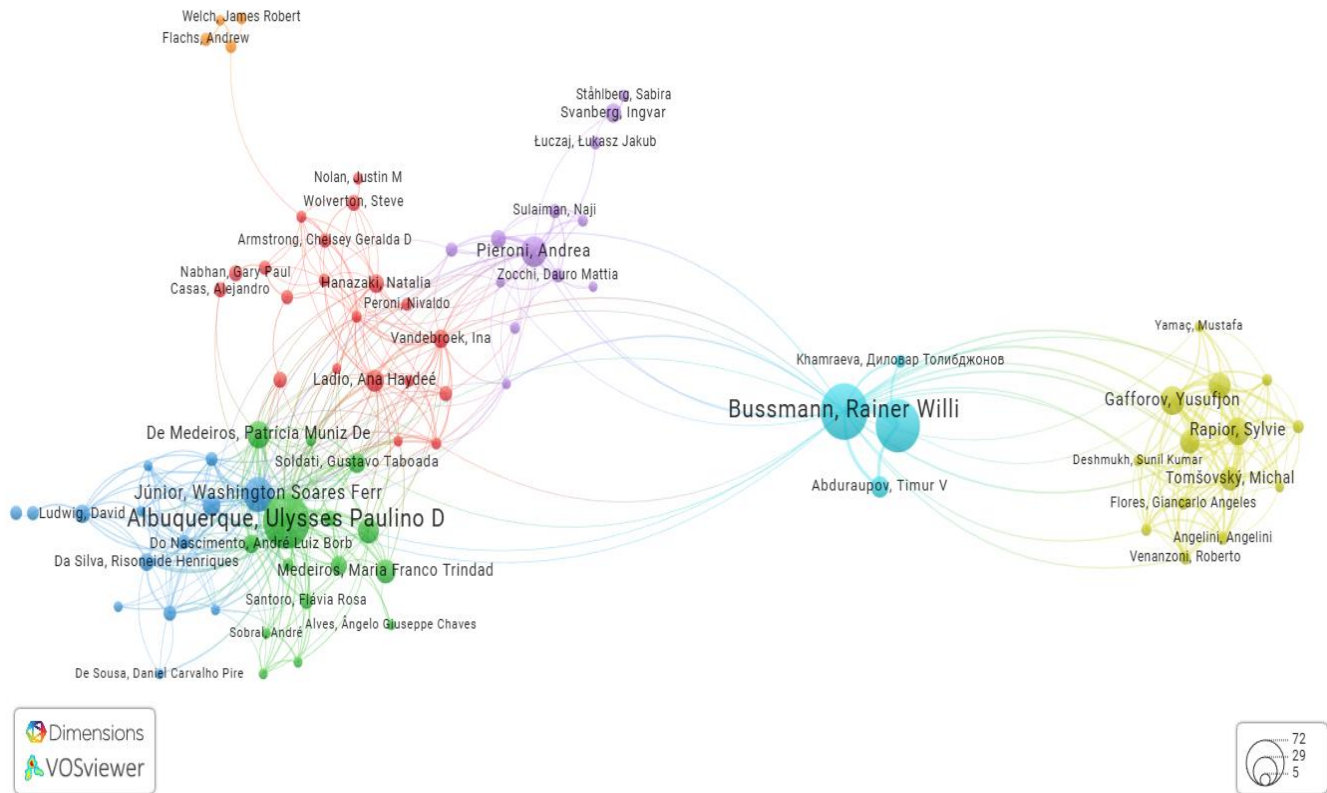 Welch, James Robert
Flachs, Andrew
Ståhlberg, Sabira
Svanberg, Ingvar
Łuczaj, Łukasz Jakub
Nolan, Justin M
Wolverton, Steve
Sulaiman, Naji
Armstrong, Chelsey Geralda D
Pieroni, Andrea
Nabhan, Gary Paul
Zocchi, Dauro Mattia
Hanazaki, Natalia
Casas, Alejandro
Peroni, Nivaldo
Yamaç, Mustafa
Vandebroek, Ina
Khamraeva, Диловар Толибджонов
Ladio, Ana Haydeé
Gafforov, Yusufjon
Bussmann, Rainer Willi
Rapior, Sylvie
De Medeiros, Patrícia Muniz De
Soldati, Gustavo Taboada
Deshmukh, Sunil Kumar
Tomšovský, Michal
Abduraupov, Timur V
Júnior, Washington Soares Ferr
Flores, Giancarlo Angeles
Ludwig, David
Albuquerque, Ulysses Paulino D
Angelini, Angelini
Do Nascimento, André Luiz Borb
Venanzoni, Roberto
Da Silva, Risoneide Henriques
Medeiros, Maria Franco Trindad
Santoro, Flávia Rosa
Alves, Ángelo Giuseppe Chaves
Sobral, André
De Sousa, Daniel Carvalho Pire
Dimensions
VOSviewer
72
29
5